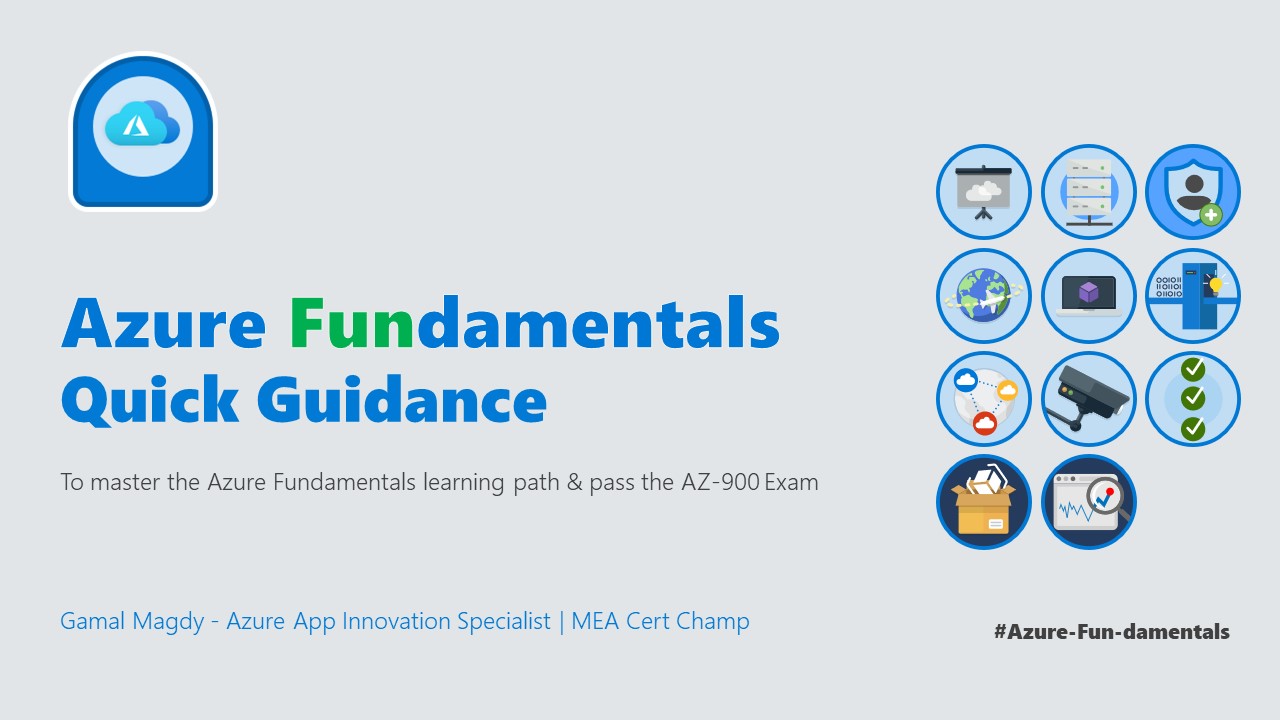 Azure Fundamentals
Quick Guidance
To master the Azure Fundamentals learning path & pass the AZ-900 Exam
Gamal Magdy - Azure App Innovation Specialist | MEA Cert Champ
#Azure-Fun-damentals